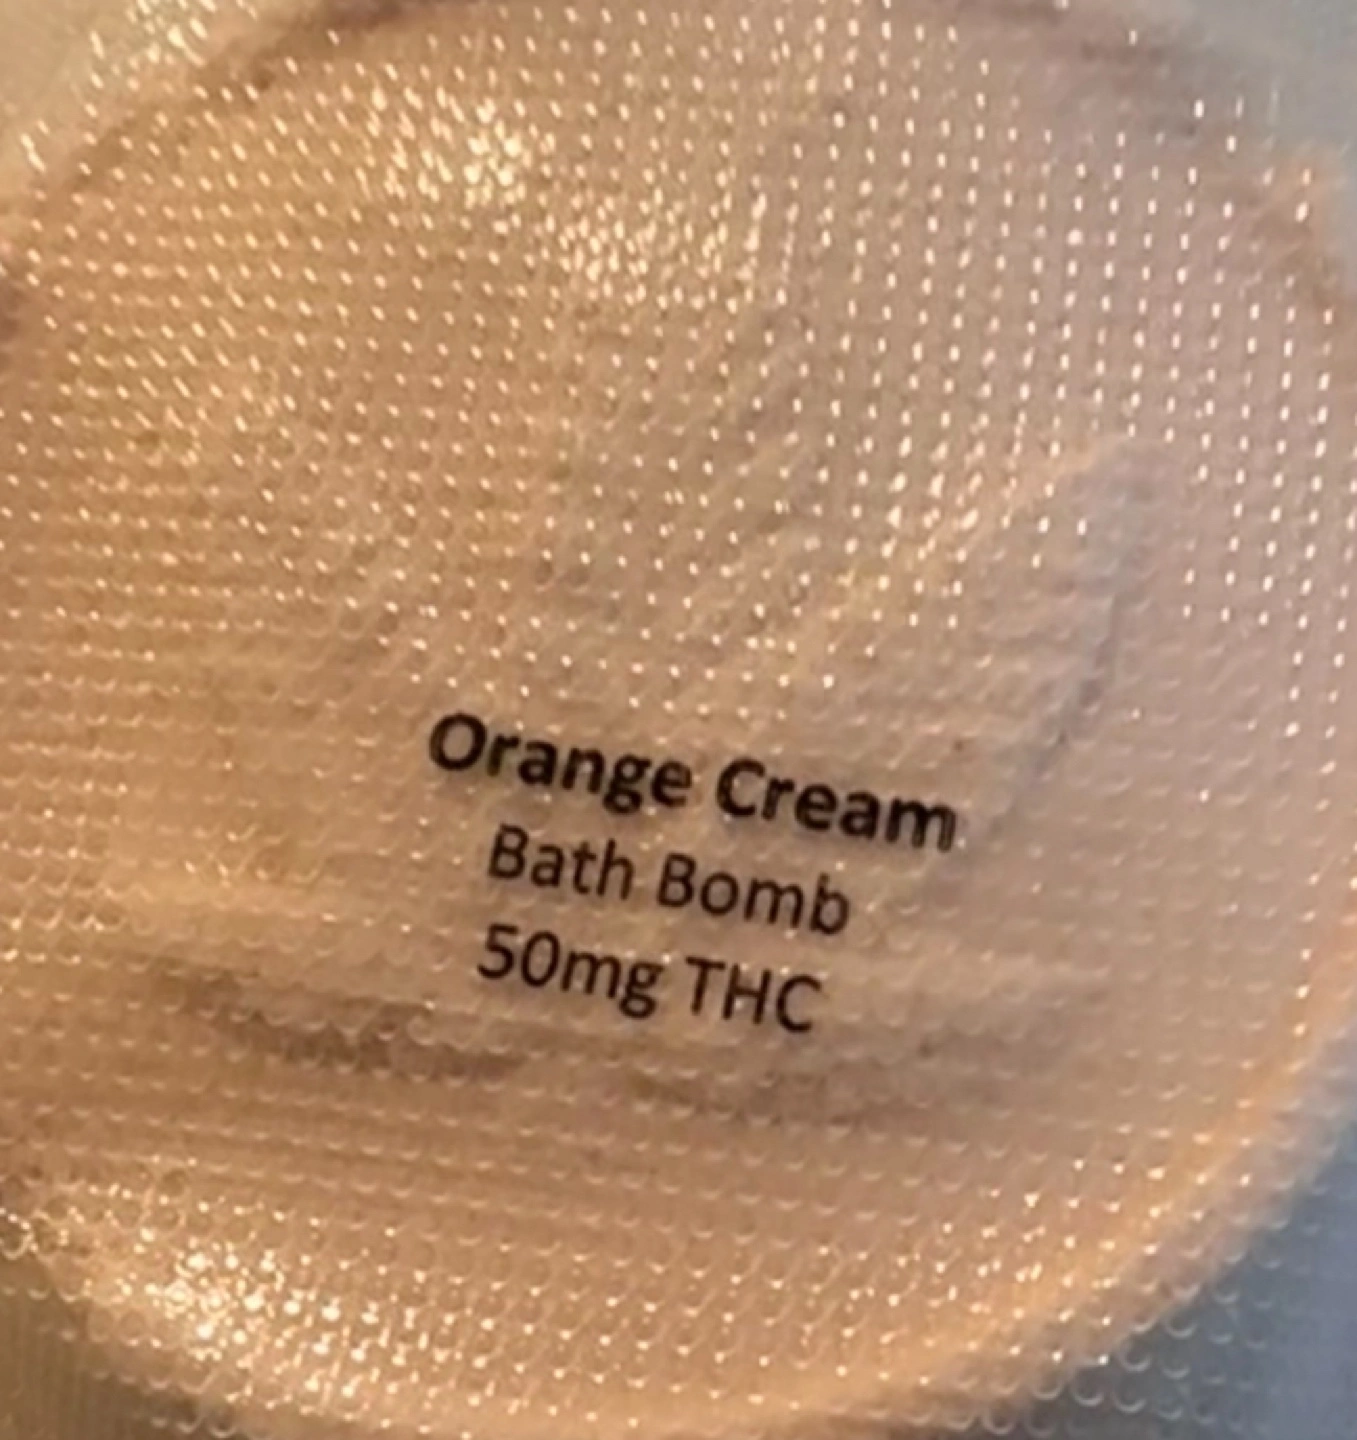 Orange Cream
Bath Bomb
50mg THC